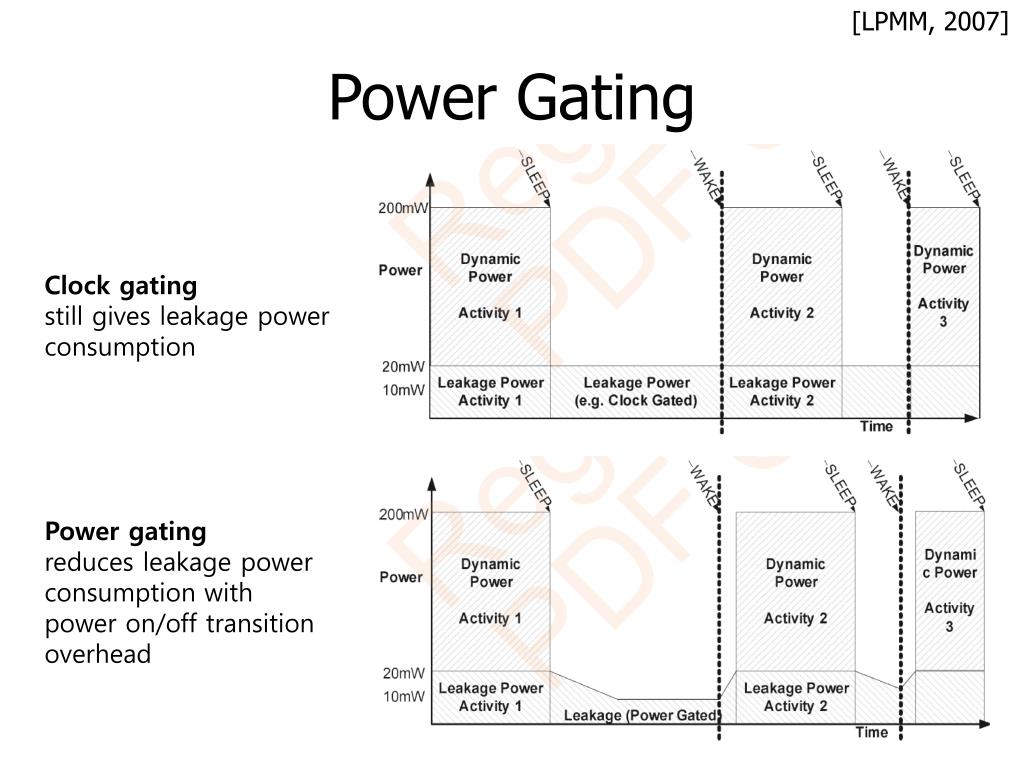 [LPMM, 2007]
Power Gating
Clock gating
still gives leakage power
consumption
¬SLEEP
¬WAKE
¬SLEEP
¬WAKE
¬SLEEP
200mW
Power
20mW
10mW
Dynamic
Power
Activity 1
Dynamic
Power
Activity 2
Dynamic
Power
Activity
3
Leakage Power
Activity 1
Leakage Power
(e.g. Clock Gated)
Leakage Power
Activity 2
Time
Power gating
reduces leakage power
consumption with
power on/off transition
overhead
¬SLEEP
¬WAKE
¬SLEEP
¬WAKE
¬SLEEP
200mW
Power
20mW
10mW
Dynamic
Power
Activity 1
Dynamic
Power
Activity 2
Dynami
c Power
Activity
3
Leakage Power
Activity 1
Leakage (Power Gated)
Leakage Power
Activity 2
Time